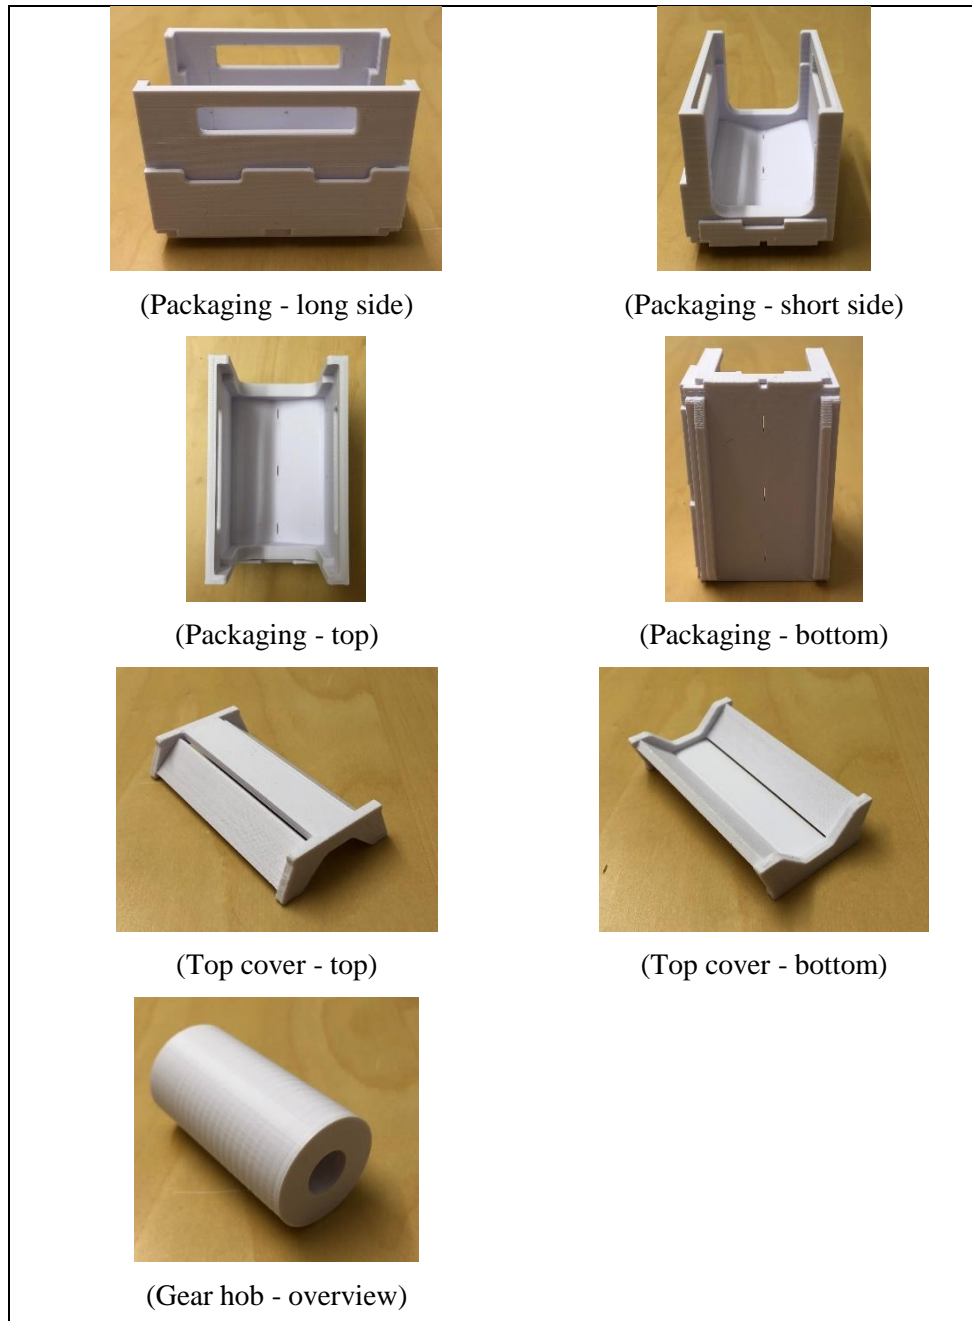 (Packaging - long side)
(Packaging - short side)
(Packaging - top)
(Packaging - bottom)
(Top cover - top)
(Top cover - bottom)
(Gear hob - overview)